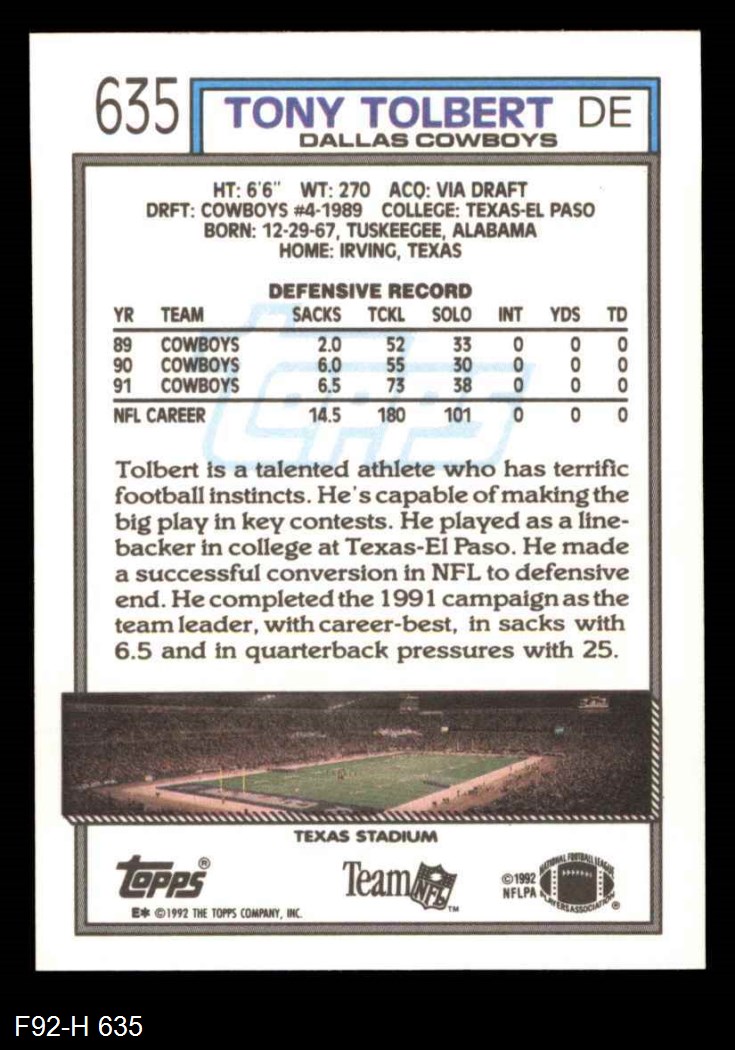 635 TONY TOLBERT DE
DALLAS COWBOYS
HT: 6'6" WT: 270 ACQ: VIA DRAFT
DRFT: COWBOYS #4-1989 COLLEGE: TEXAS-EL PASO
BORN: 12-29-67, TUSKEEGEE, ALABAMA
HOME: IRVING, TEXAS
DEFENSIVE RECORD
YR TEAM SACKS TCKL SOLO INT YDS TD
89 COWBOYS 2.0 52 33 0 0 0
90 COWBOYS 6.0 55 30 0 0 0
91 COWBOYS 6.5 73 38 0 0 0
NFL CAREER 14.5 180 101 0 0 0
topps
Tolbert is a talented athlete who has terrific
football instincts. He's capable of making the
big play in key contests. He played as a line-
backer in college at Texas-El Paso. He made
a successful conversion in NFL to defensive
end. He completed the 1991 campaign as the
team leader, with career-best, in sacks with
6.5 and in quarterback pressures with 25.
TEXAS STADIUM
topps®
E* ©1992 THE TOPPS COMPANY, INC.
Team NFL™
©1992
NFLPA
NATIONAL FOOTBALL LEAGUE
PLAYERS ASSOCIATION ®
F92-H 635